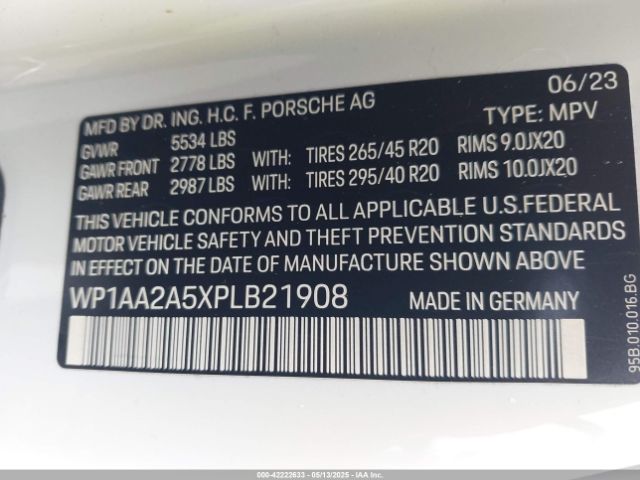 06/23
MFD BY DR. ING. H.C. F. PORSCHE AG TYPE: MPV
GVWR 5534 LBS
GAWR FRONT 2778 LBS WITH: TIRES 265/45 R20 RIMS 9.0JX20
GAWR REAR 2987 LBS WITH: TIRES 295/40 R20 RIMS 10.0JX20
THIS VEHICLE CONFORMS TO ALL APPLICABLE U.S.FEDERAL
MOTOR VEHICLE SAFETY AND THEFT PREVENTION STANDARDS
IN EFFECT ON THE DATE OF MANUFACTURE SHOWN ABOVE
WP1AA2A5XPLB21908 MADE IN GERMANY
95B.010.016.BG
000-42222633 - 05/13/2025 - IAAI.COM